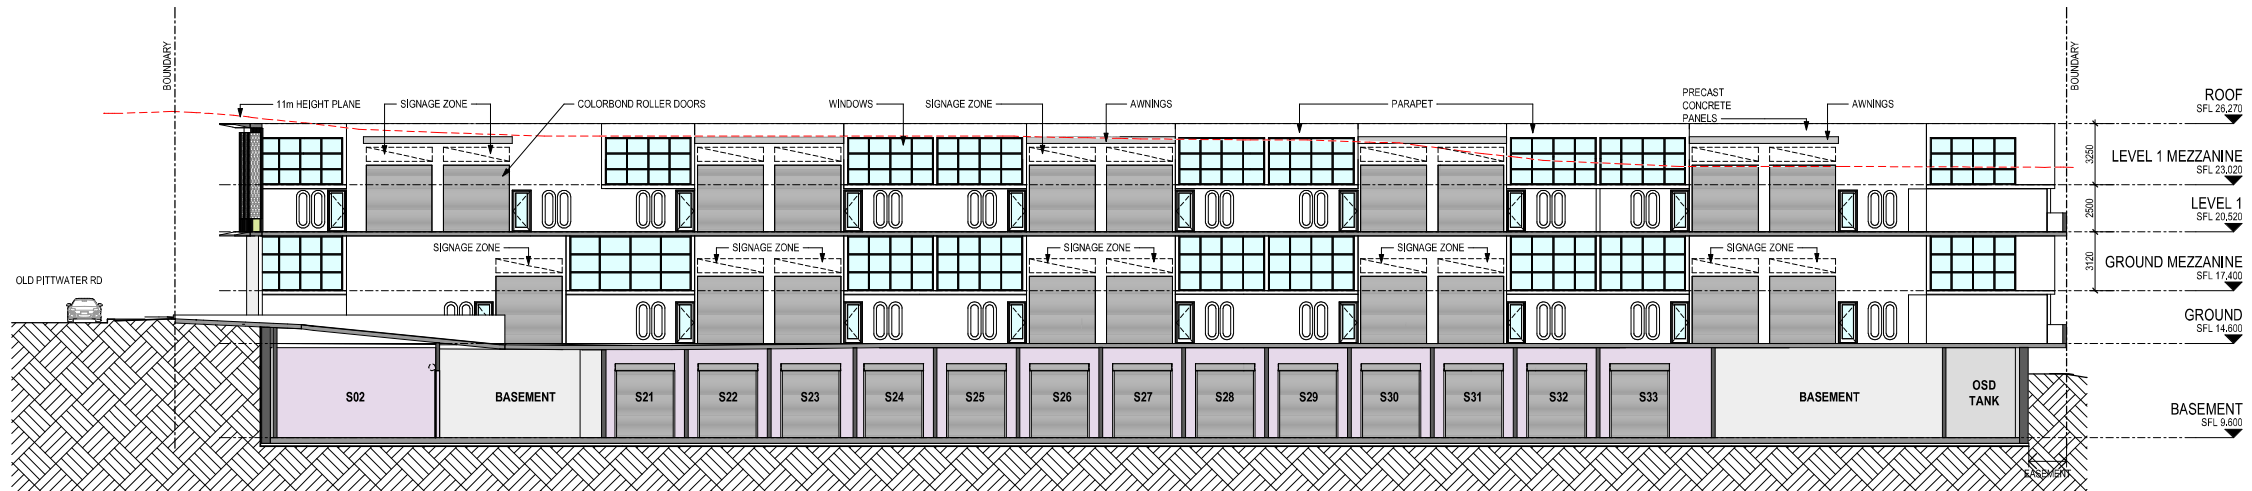 BOUNDARY
BOUNDARY
11m HEIGHT PLANE
SIGNAGE ZONE
COLORBOND ROLLER DOORS
WINDOWS
SIGNAGE ZONE
AWNINGS
PARAPET
PRECAST
CONCRETE
PANELS
AWNINGS
ROOF
SFL 26,270
3250
LEVEL 1 MEZZANINE
SFL 23,020
2500
LEVEL 1
SFL 20,520
SIGNAGE ZONE
SIGNAGE ZONE
SIGNAGE ZONE
SIGNAGE ZONE
SIGNAGE ZONE
3120
GROUND MEZZANINE
SFL 17,400
OLD PITTWATER RD
GROUND
SFL 14,600
S02
BASEMENT
S21
S22
S23
S24
S25
S26
S27
S28
S29
S30
S31
S32
S33
BASEMENT
OSD
TANK
BASEMENT
SFL 9,600
EASEMENT